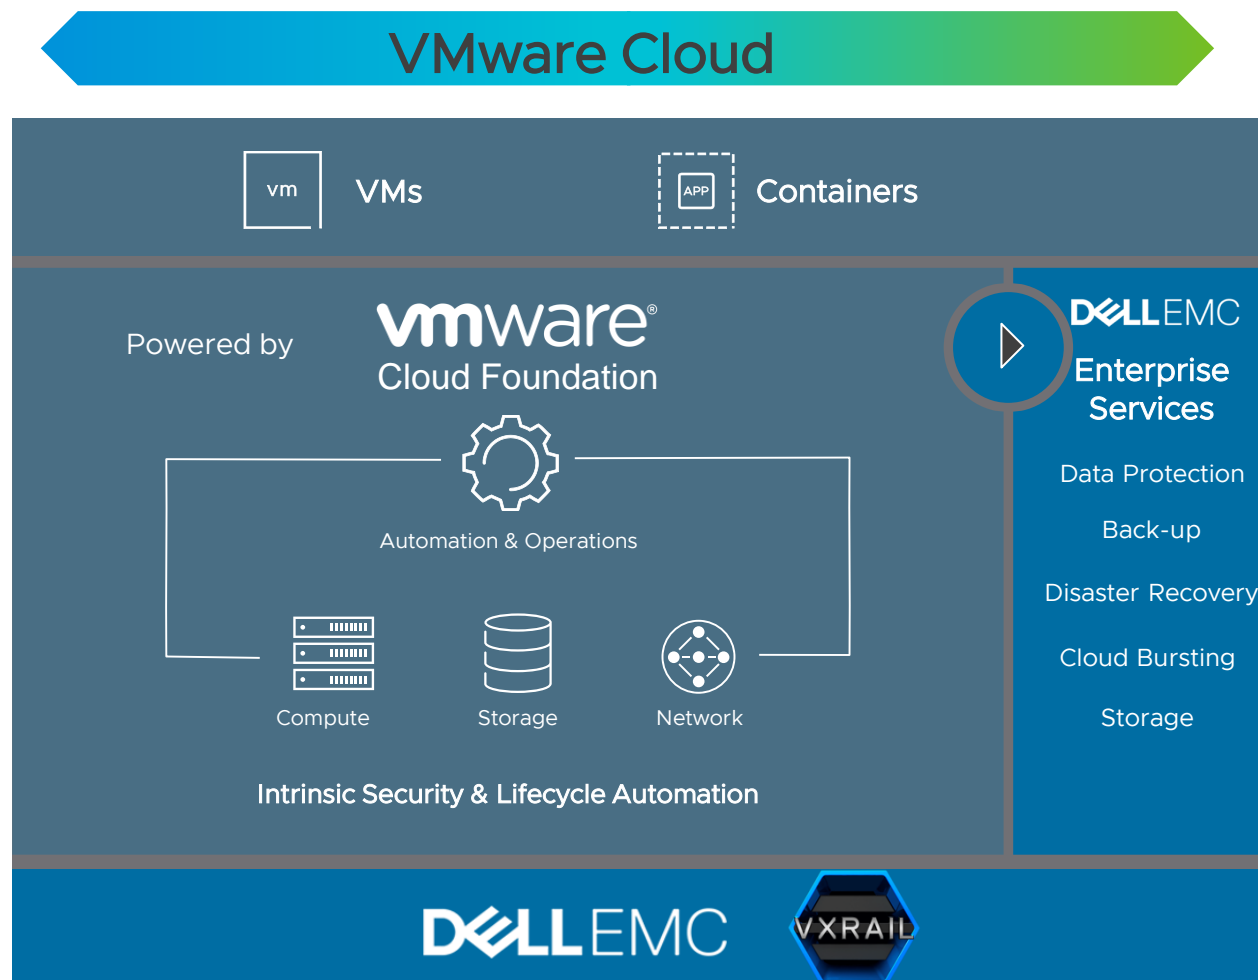 VMware Cloud
vm
VMs
APP
Containers
Powered by
vmware®
Cloud Foundation
Automation & Operations
Compute
Storage
Network
Intrinsic Security & Lifecycle Automation
DELLEMC
Enterprise
Services
Data Protection
Back-up
Disaster Recovery
Cloud Bursting
Storage
DELLEMC
VXRAIL